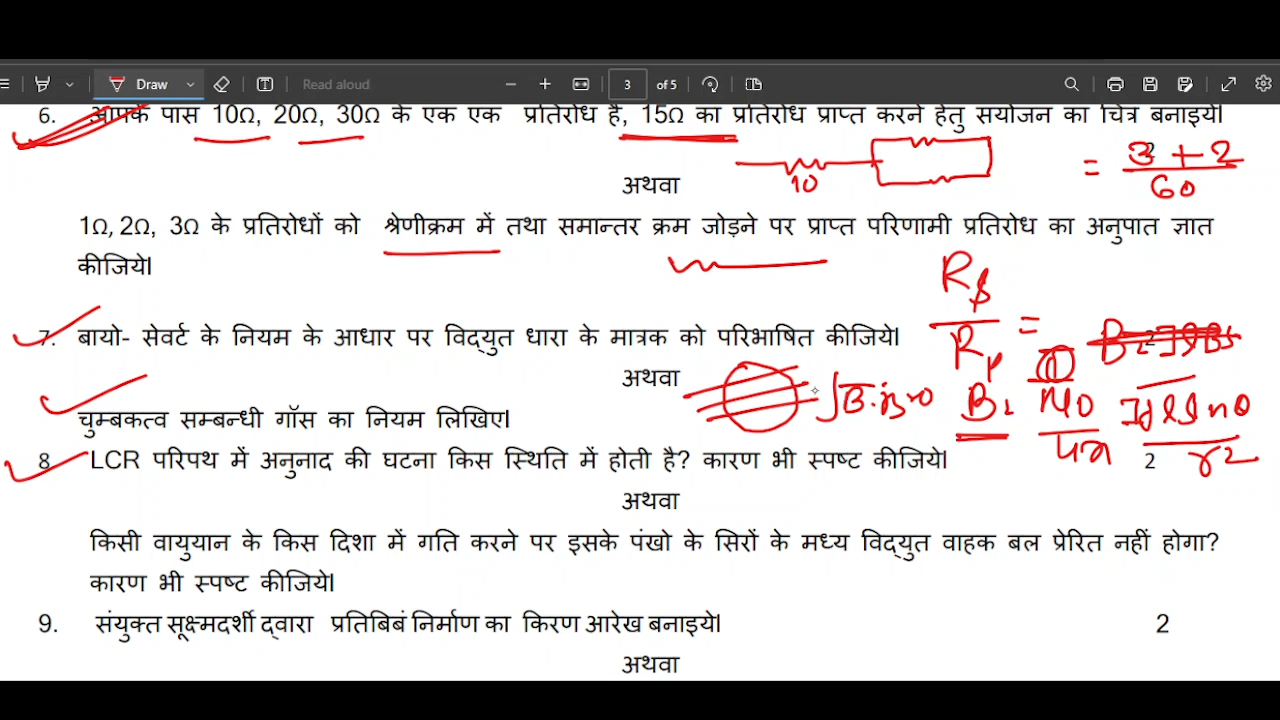 Draw
Read aloud
3 of 5
6. आपके पास 10Ω, 20Ω, 30Ω के एक एक प्रतिरोध है, 15Ω का प्रतिरोध प्राप्त करने हेतु संयोजन का चित्र बनाइये।
10
= 3 + 2
60
अथवा
1Ω, 2Ω, 3Ω के प्रतिरोधों को श्रेणीक्रम में तथा समान्तर क्रम जोड़ने पर प्राप्त परिणामी प्रतिरोध का अनुपात ज्ञात
कीजिये।
7. बायो- सेवर्ट के नियम के आधार पर विद्युत धारा के मात्रक को परिभाषित कीजिये।
अथवा
चुम्बकत्व सम्बन्धी गॉस का नियम लिखिए।
8. LCR परिपथ में अनुनाद की घटना किस स्थिति में होती है? कारण भी स्पष्ट कीजिये। 2
अथवा
किसी वायुयान के किस दिशा में गति करने पर इसके पंखो के सिरों के मध्य विद्युत वाहक बल प्रेरित नहीं होगा?
कारण भी स्पष्ट कीजिये।
9. संयुक्त सूक्ष्मदर्शी द्वारा प्रतिबिबं निर्माण का किरण आरेख बनाइये। 2
अथवा